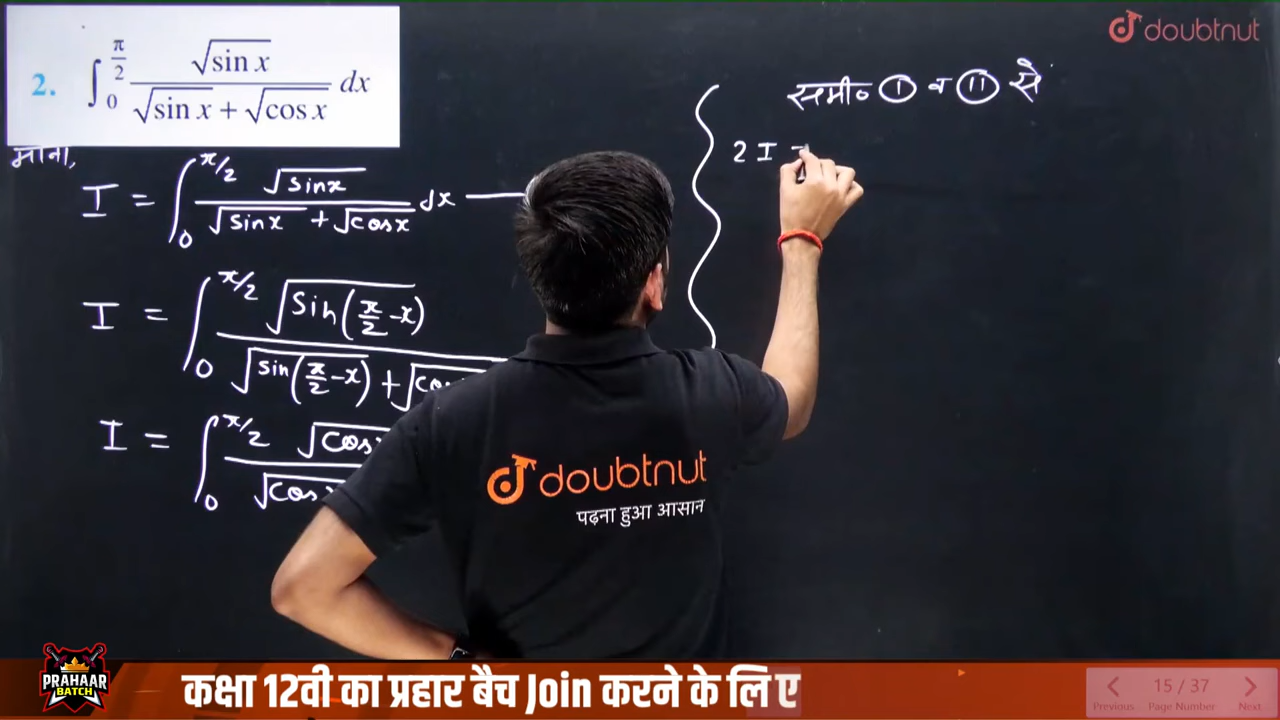 2. ∫₀^(π/2) √sin x / (√sin x + √cos x) dx
माना,
I = ∫₀^(π/2) √sinx / (√sinx + √cosx) dx
I = ∫₀^(π/2) √Sin(π/2 -x) / √sin(π/2 -x) +
I = ∫₀^(π/2)
समी० ① व ⑪ से
2 I
doubtnut
doubtnut
पढ़ना हुआ आसान
PRAHAAR
BATCH
कक्षा 12वी का प्रहार बैच Join करने के लि ए
15 / 37
Previous Page Number Next